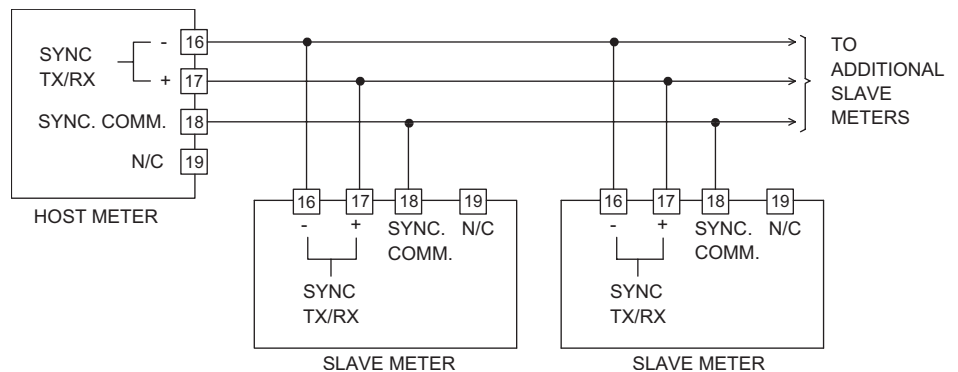 SYNC
TX/RX
- 16
+ 17
SYNC. COMM. 18
N/C 19
HOST METER
TO
ADDITIONAL
SLAVE
METERS
16 17 18 19
- + SYNC. N/C
COMM.
SYNC
TX/RX
SLAVE METER
16 17 18 19
- + SYNC. N/C
COMM.
SYNC
TX/RX
SLAVE METER